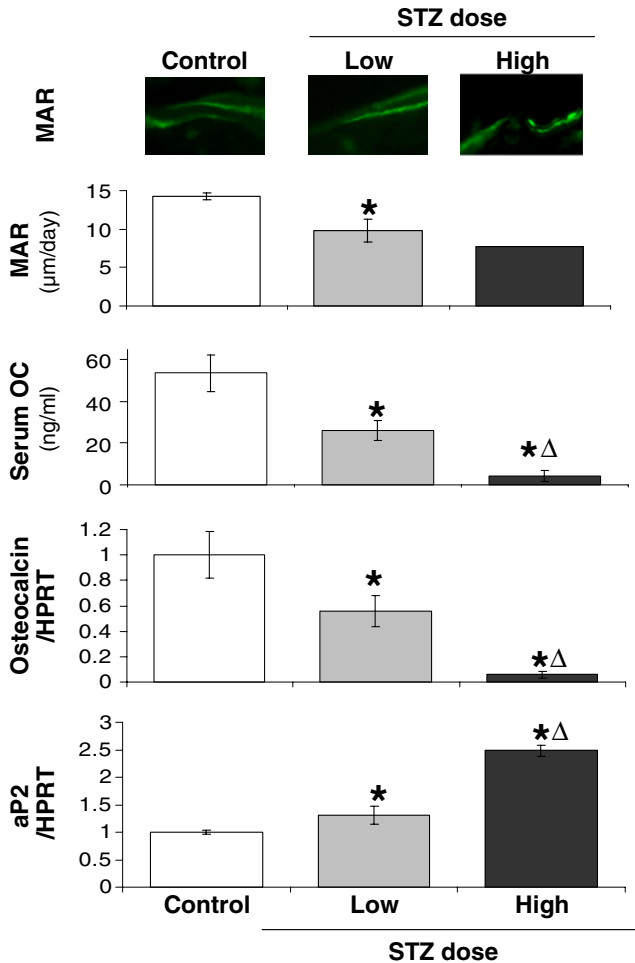 STZ dose
Control Low High
MAR
MAR
(µm/day)
15
10
5
0
*
Serum OC
(ng/ml)
60
40
20
0
*
*Δ
Osteocalcin
/HPRT
1.2
1
0.8
0.6
0.4
0.2
0
*
*Δ
aP2
/HPRT
3
2.5
2
1.5
1
0.5
0
*
*Δ
Control Low High
STZ dose